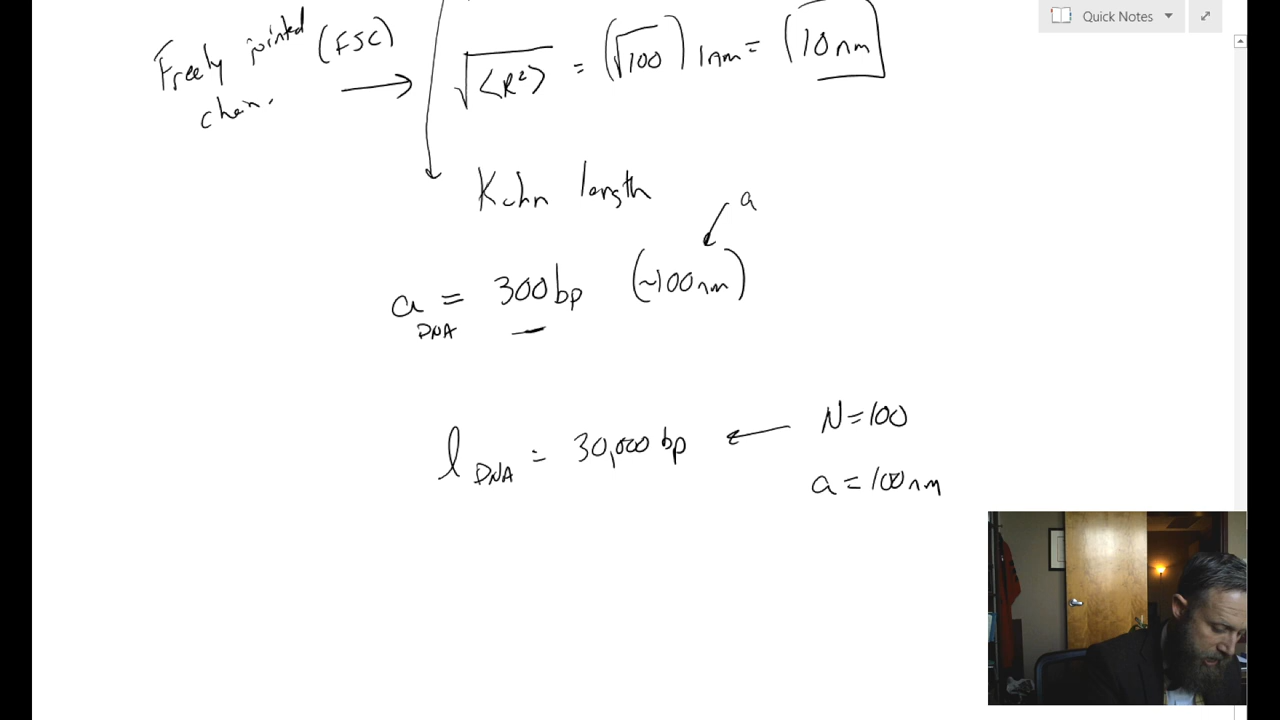 Quick Notes
Freely jointed (FSC)
chain.
√⟨R²⟩ = (√100) 1nm = 10nm
Kuhn length
a
a DNA = 300bp (~100nm)
l DNA = 30,000 bp
N=100
a=100nm